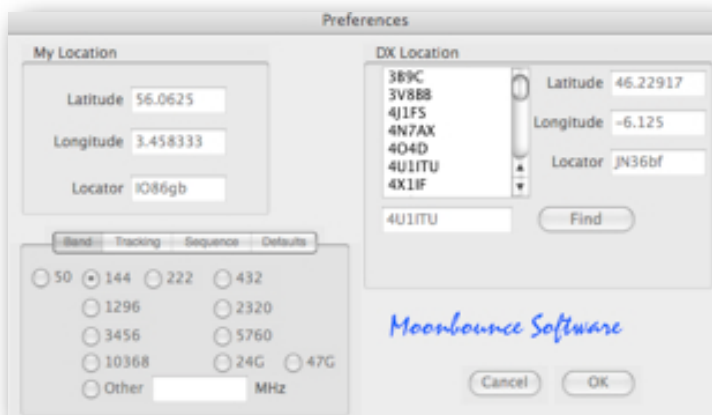 Preferences
My Location
Latitude 56.0625
Longitude 3.458333
Locator IO86gb
DX Location
3B9C
3V8BB
4J1FS
4N7AX
4O4D
4U1ITU
4X1IF
4U1ITU
Latitude 46.22917
Longitude -6.125
Locator JN36bf
Find
Band Tracking Sequence Defaults
50 144 222 432
1296 2320
3456 5760
10368 24G 47G
Other MHz
Moonbounce Software
Cancel OK